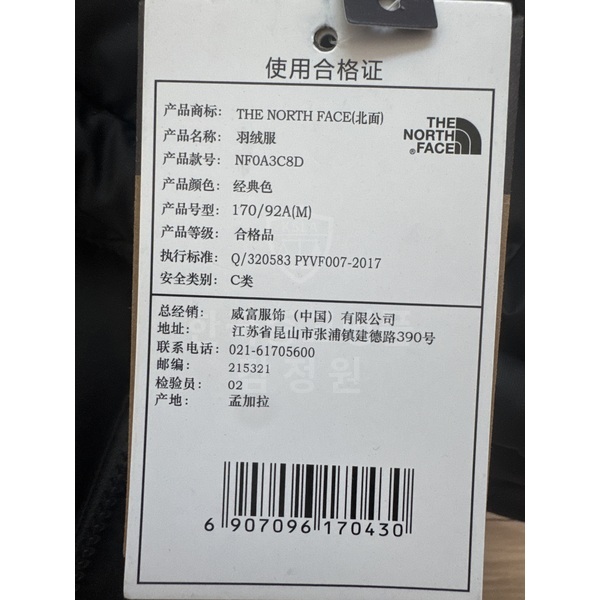 使用合格证
产品商标: THE NORTH FACE(北面)
产品名称: 羽绒服
产品款号: NF0A3C8D
产品颜色: 经典色
产品号型: 170/92A(M)
产品等级: 合格品
执行标准: Q/320583 PYVF007-2017
安全类别: C类
THE
NORTH
FACE
总经销: 威富服饰（中国）有限公司
地址: 江苏省昆山市张浦镇建德路390号
联系电话: 021-61705600
邮编: 215321
检验员: 02
产地: 孟加拉
6 907096 170430